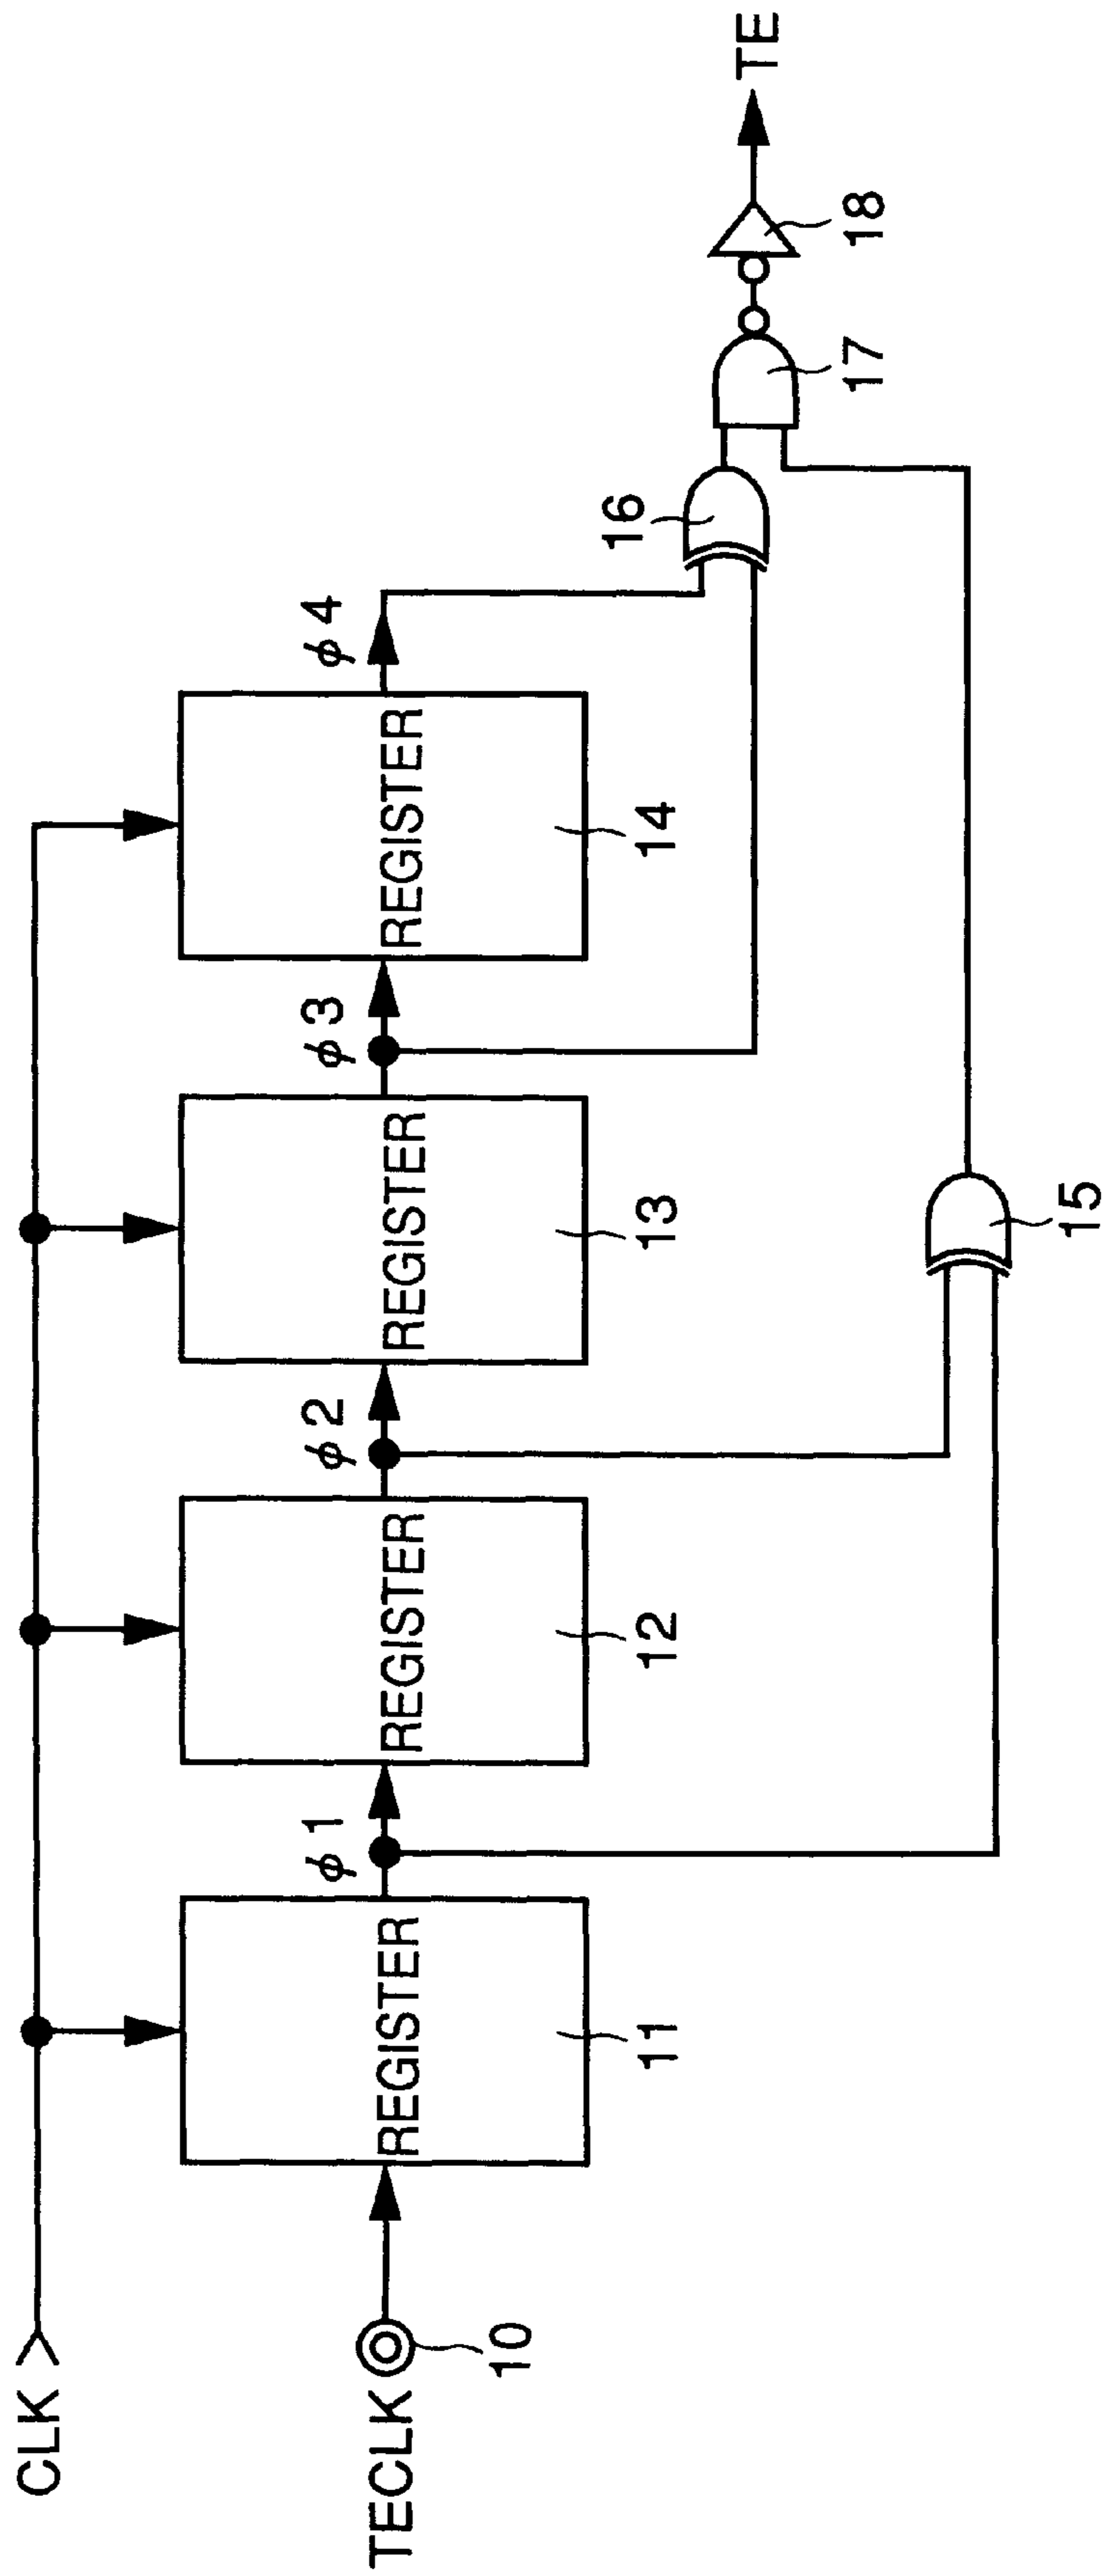 CLK
TECLK
10
REGISTER
11
φ1
REGISTER
12
φ2
REGISTER
13
φ3
REGISTER
14
φ4
15
16
17
18
TE